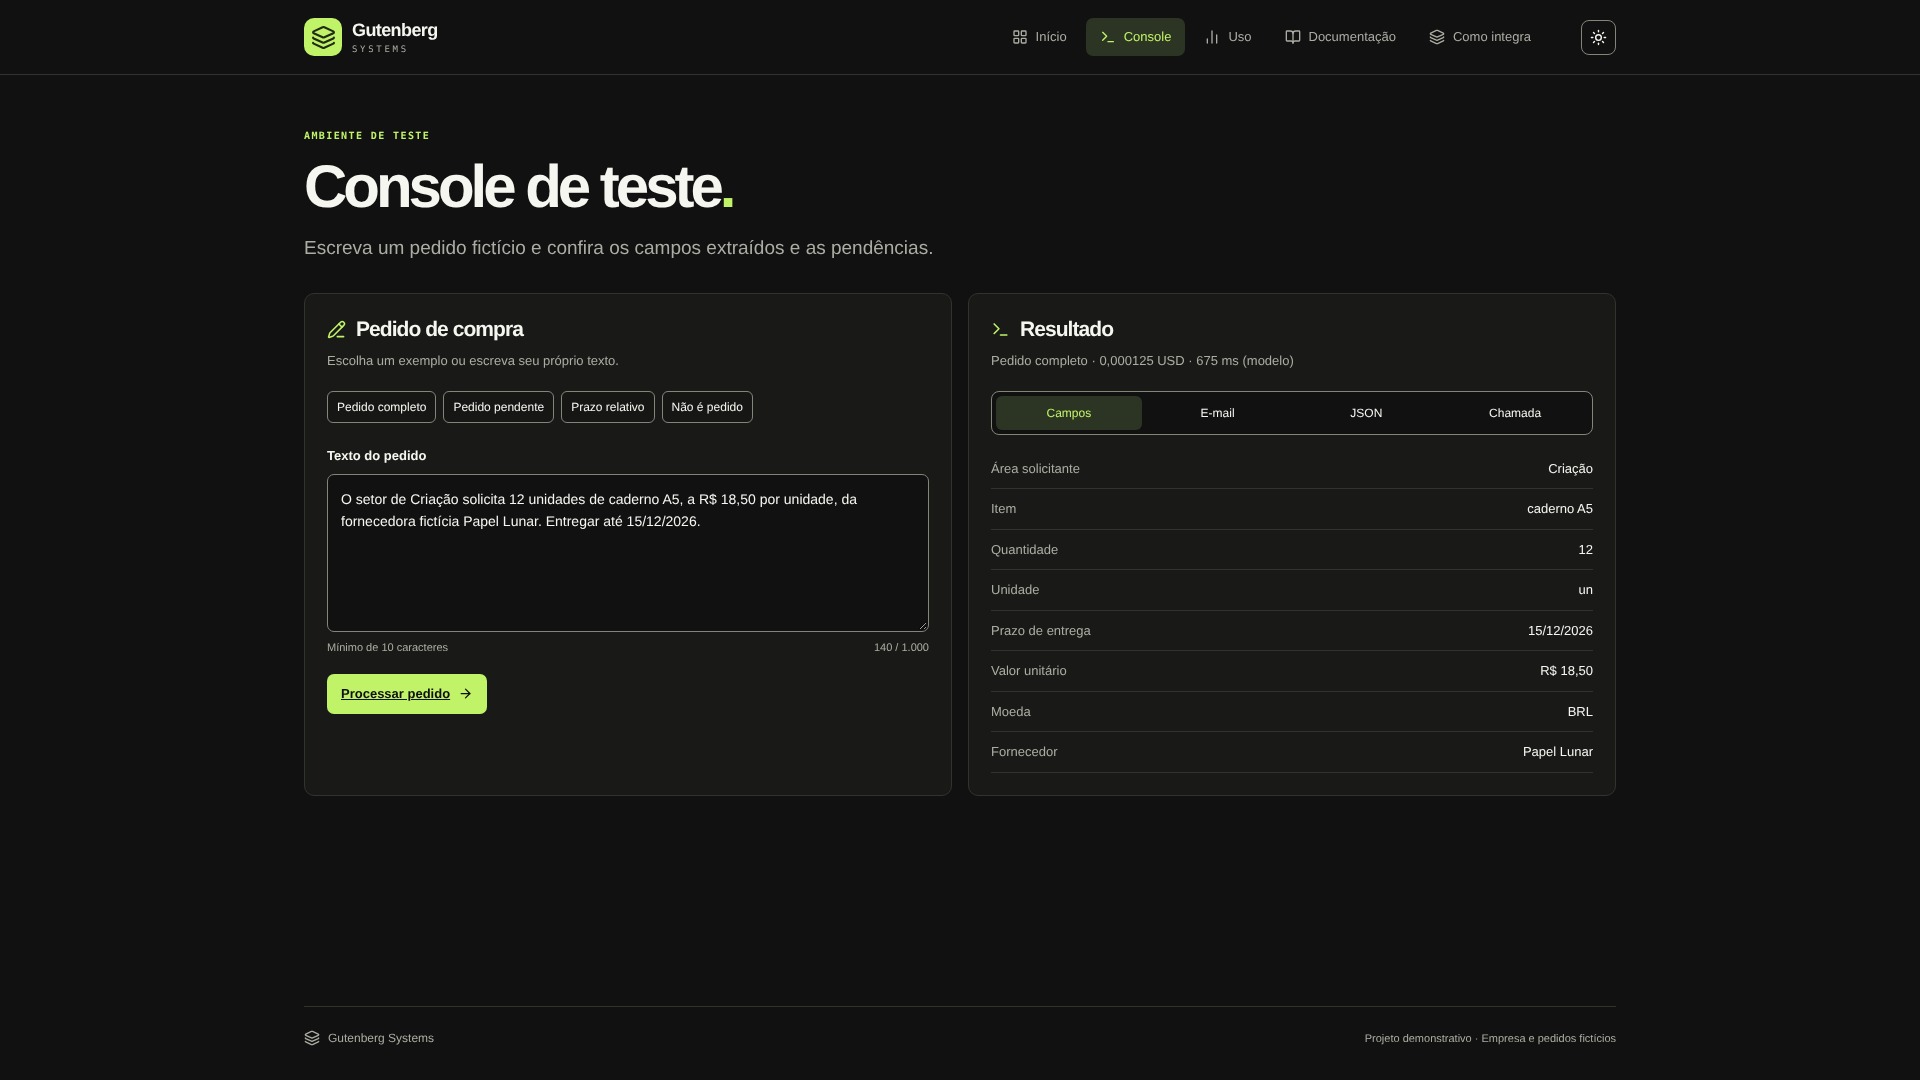 Gutenberg
SYSTEMS
Início
Console
Uso
Documentação
Como integra
AMBIENTE DE TESTE
Console de teste.
Escreva um pedido fictício e confira os campos extraídos e as pendências.
Pedido de compra
Escolha um exemplo ou escreva seu próprio texto.
Pedido completo
Pedido pendente
Prazo relativo
Não é pedido
Texto do pedido
O setor de Criação solicita 12 unidades de caderno A5, a R$ 18,50 por unidade, da
fornecedora fictícia Papel Lunar. Entregar até 15/12/2026.
Mínimo de 10 caracteres
140 / 1.000
Processar pedido
Resultado
Pedido completo · 0,000125 USD · 675 ms (modelo)
Campos
E-mail
JSON
Chamada
Área solicitante Criação
Item caderno A5
Quantidade 12
Unidade un
Prazo de entrega 15/12/2026
Valor unitário R$ 18,50
Moeda BRL
Fornecedor Papel Lunar
Gutenberg Systems
Projeto demonstrativo · Empresa e pedidos fictícios